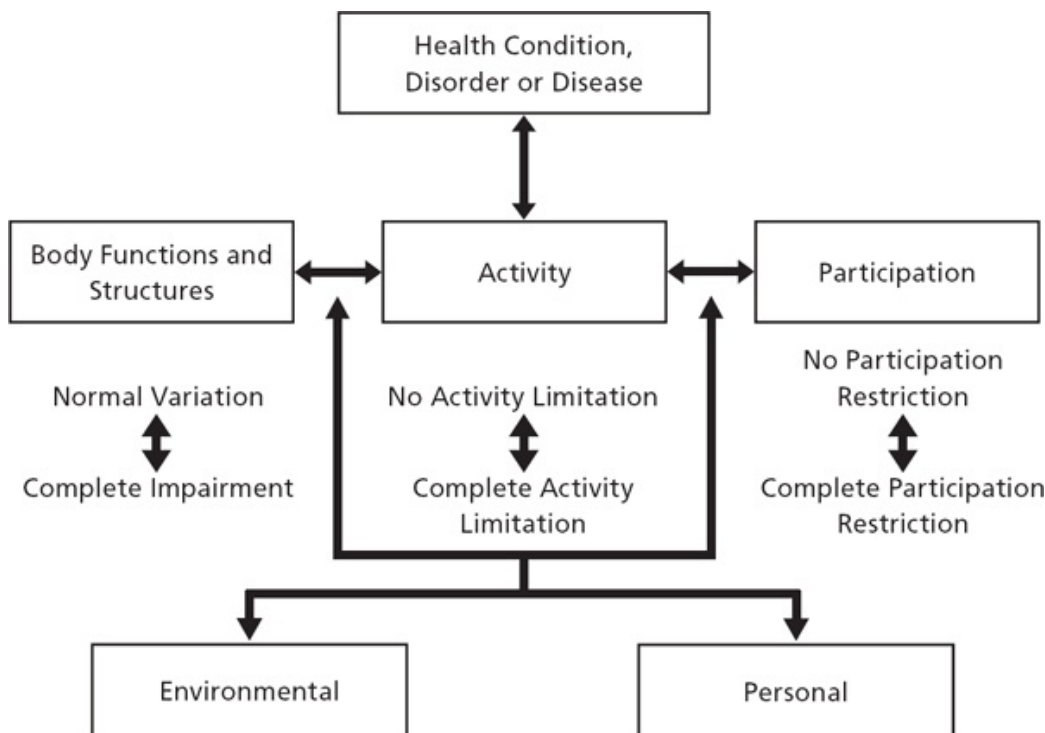 Health Condition,
Disorder or Disease
Body Functions and
Structures
Activity
Participation
Normal Variation
Complete Impairment
No Activity Limitation
Complete Activity
Limitation
No Participation
Restriction
Complete Participation
Restriction
Environmental
Personal